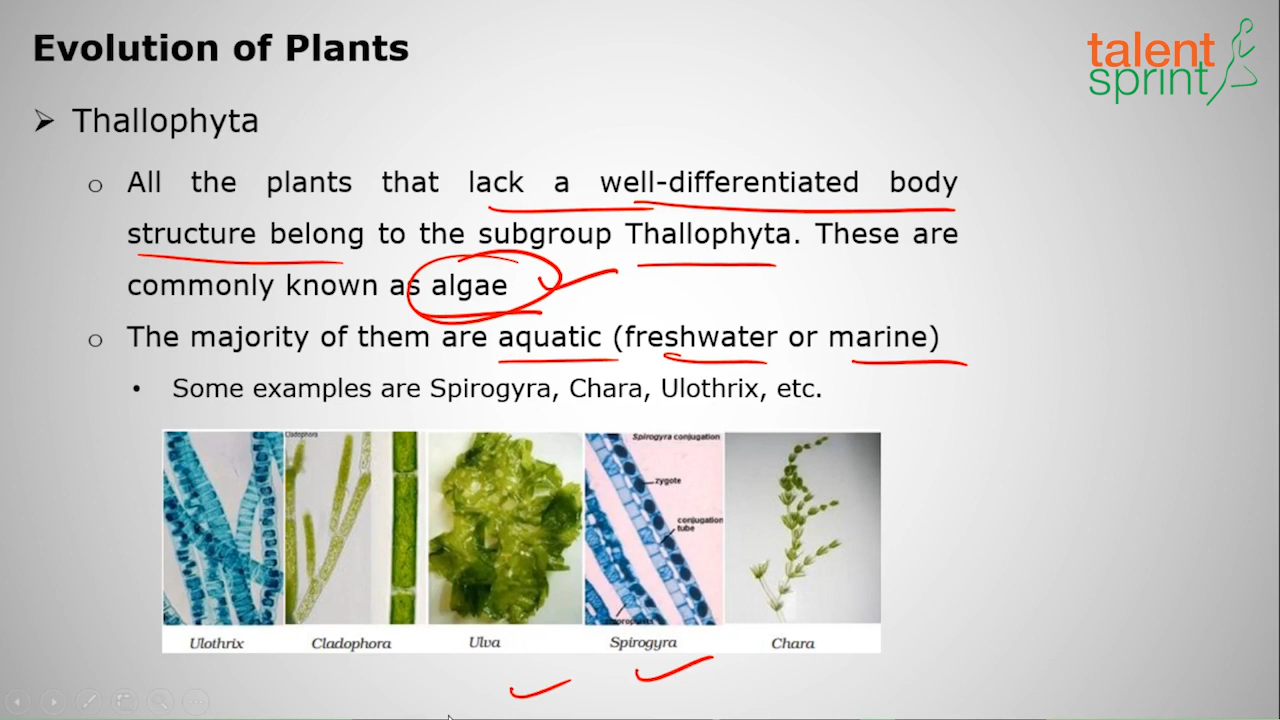 Evolution of Plants
talent
sprint
Thallophyta
All the plants that lack a well-differentiated body
structure belong to the subgroup Thallophyta. These are
commonly known as algae
The majority of them are aquatic (freshwater or marine)
Some examples are Spirogyra, Chara, Ulothrix, etc.
Cladophora
Spirogyra conjugation
zygote
conjugation
tube
Ulothrix
Cladophora
Ulva
Spirogyra
Chara